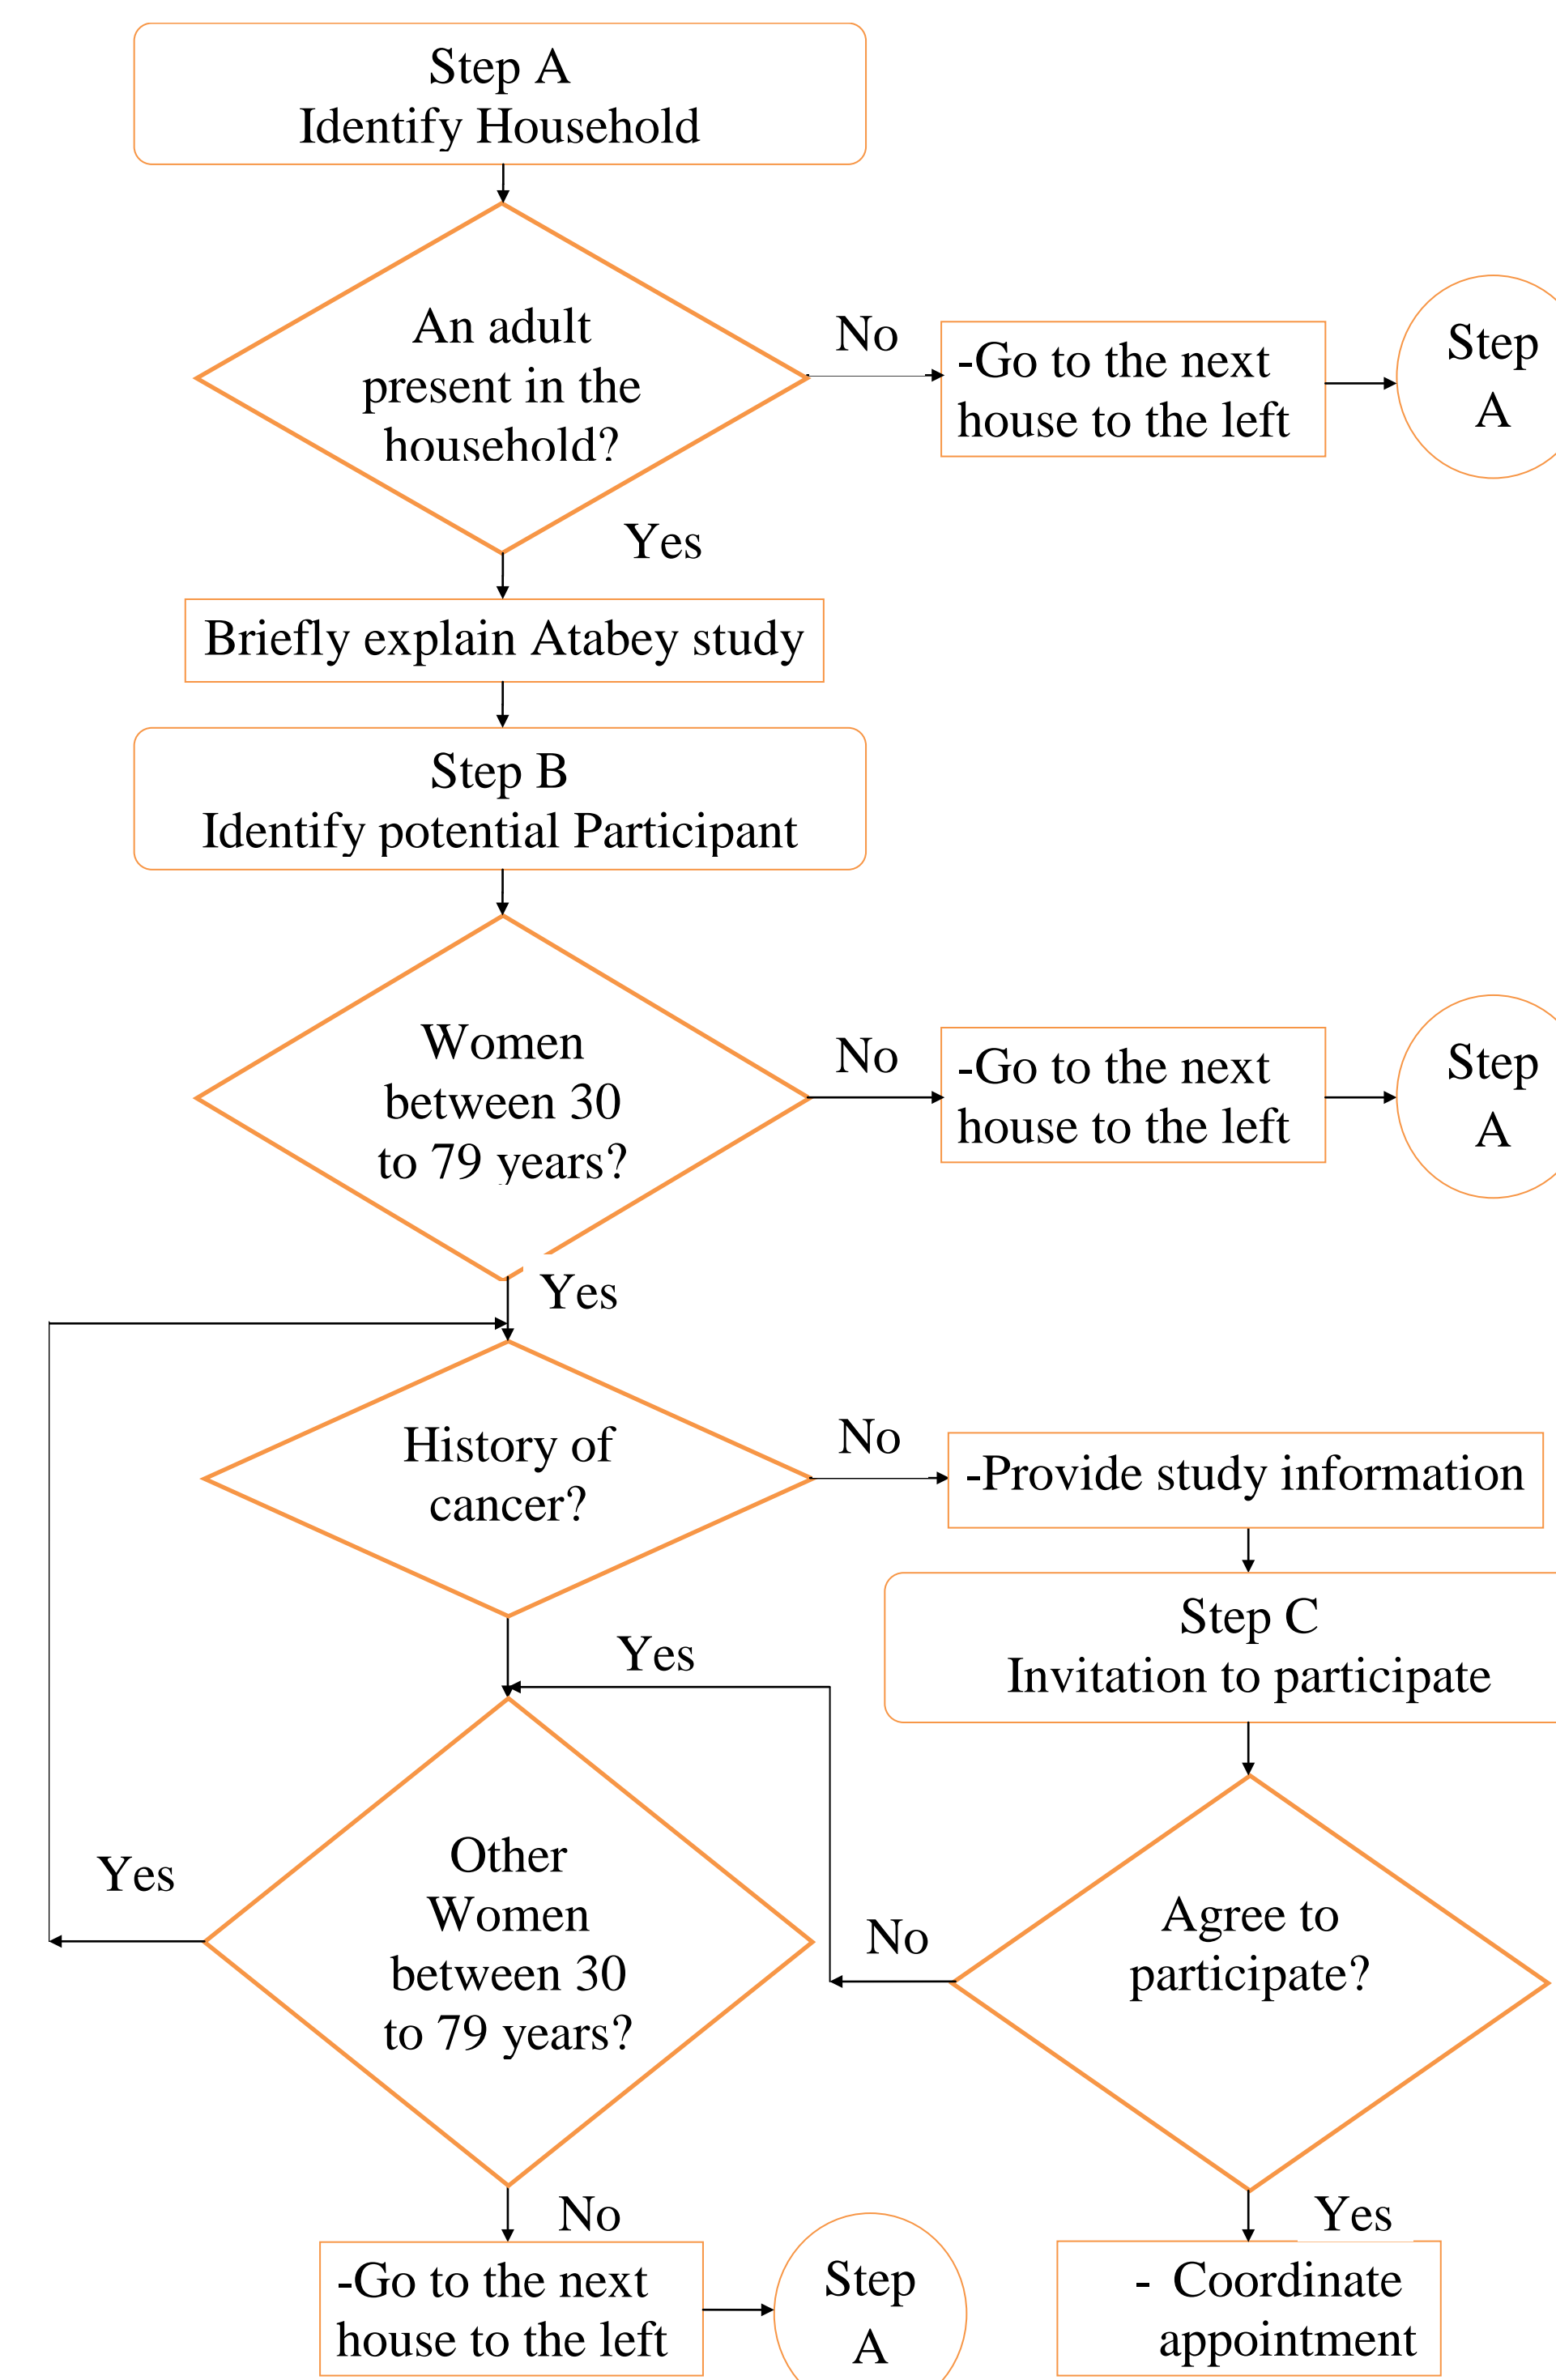 Step A
Identify Household
An adult
present in the
household?
No
-Go to the next
house to the left
Step
A
Yes
Briefly explain Atabey study
Step B
Identify potential Participant
Women
between 30
to 79 years?
No
-Go to the next
house to the left
Step
A
Yes
History of
cancer?
No
-Provide study information
Step C
Invitation to participate
Yes
Other
Women
between 30
to 79 years?
Yes
Agree to
participate?
No
No
-Go to the next
house to the left
Step
A
Yes
- Coordinate
appointment